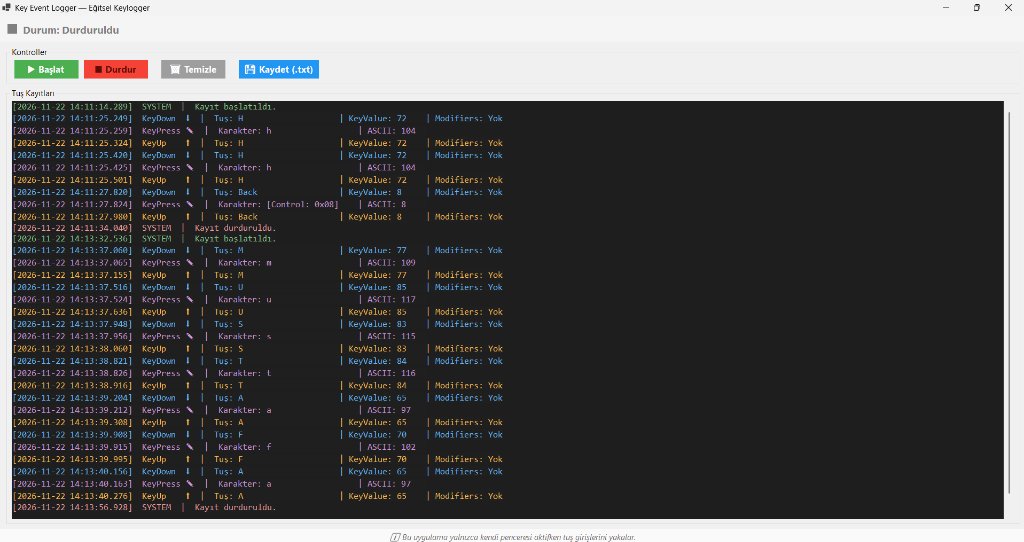 Key Event Logger — Eğitsel Keylogger
Durum: Durduruldu
Kontroller
Başlat Durdur Temizle Kaydet (.txt)
Tuş Kayıtları
[2026-11-22 14:11:14.289] SYSTEM | Kayıt başlatıldı.
[2026-11-22 14:11:25.249] KeyDown ⬇ | Tuş: H | KeyValue: 72 | Modifiers: Yok
[2026-11-22 14:11:25.259] KeyPress ✎ | Karakter: h | ASCII: 104
[2026-11-22 14:11:25.324] KeyUp ⬆ | Tuş: H | KeyValue: 72 | Modifiers: Yok
[2026-11-22 14:11:25.420] KeyDown ⬇ | Tuş: H | KeyValue: 72 | Modifiers: Yok
[2026-11-22 14:11:25.425] KeyPress ✎ | Karakter: h | ASCII: 104
[2026-11-22 14:11:25.501] KeyUp ⬆ | Tuş: H | KeyValue: 72 | Modifiers: Yok
[2026-11-22 14:11:27.820] KeyDown ⬇ | Tuş: Back | KeyValue: 8 | Modifiers: Yok
[2026-11-22 14:11:27.824] KeyPress ✎ | Karakter: [Control: 0x08] | ASCII: 8
[2026-11-22 14:11:27.980] KeyUp ⬆ | Tuş: Back | KeyValue: 8 | Modifiers: Yok
[2026-11-22 14:11:34.040] SYSTEM | Kayıt durduruldu.
[2026-11-22 14:13:32.536] SYSTEM | Kayıt başlatıldı.
[2026-11-22 14:13:37.060] KeyDown ⬇ | Tuş: M | KeyValue: 77 | Modifiers: Yok
[2026-11-22 14:13:37.065] KeyPress ✎ | Karakter: m | ASCII: 109
[2026-11-22 14:13:37.155] KeyUp ⬆ | Tuş: M | KeyValue: 77 | Modifiers: Yok
[2026-11-22 14:13:37.516] KeyDown ⬇ | Tuş: U | KeyValue: 85 | Modifiers: Yok
[2026-11-22 14:13:37.524] KeyPress ✎ | Karakter: u | ASCII: 117
[2026-11-22 14:13:37.636] KeyUp ⬆ | Tuş: U | KeyValue: 85 | Modifiers: Yok
[2026-11-22 14:13:37.948] KeyDown ⬇ | Tuş: S | KeyValue: 83 | Modifiers: Yok
[2026-11-22 14:13:37.956] KeyPress ✎ | Karakter: s | ASCII: 115
[2026-11-22 14:13:38.060] KeyUp ⬆ | Tuş: S | KeyValue: 83 | Modifiers: Yok
[2026-11-22 14:13:38.821] KeyDown ⬇ | Tuş: T | KeyValue: 84 | Modifiers: Yok
[2026-11-22 14:13:38.826] KeyPress ✎ | Karakter: t | ASCII: 116
[2026-11-22 14:13:38.916] KeyUp ⬆ | Tuş: T | KeyValue: 84 | Modifiers: Yok
[2026-11-22 14:13:39.204] KeyDown ⬇ | Tuş: A | KeyValue: 65 | Modifiers: Yok
[2026-11-22 14:13:39.212] KeyPress ✎ | Karakter: a | ASCII: 97
[2026-11-22 14:13:39.308] KeyUp ⬆ | Tuş: A | KeyValue: 65 | Modifiers: Yok
[2026-11-22 14:13:39.908] KeyDown ⬇ | Tuş: F | KeyValue: 70 | Modifiers: Yok
[2026-11-22 14:13:39.915] KeyPress ✎ | Karakter: f | ASCII: 102
[2026-11-22 14:13:39.995] KeyUp ⬆ | Tuş: F | KeyValue: 70 | Modifiers: Yok
[2026-11-22 14:13:40.156] KeyDown ⬇ | Tuş: A | KeyValue: 65 | Modifiers: Yok
[2026-11-22 14:13:40.163] KeyPress ✎ | Karakter: a | ASCII: 97
[2026-11-22 14:13:40.276] KeyUp ⬆ | Tuş: A | KeyValue: 65 | Modifiers: Yok
[2026-11-22 14:13:56.928] SYSTEM | Kayıt durduruldu.
Bu uygulama yalnızca kendi penceresi aktifken tuş girişlerini yakalar.